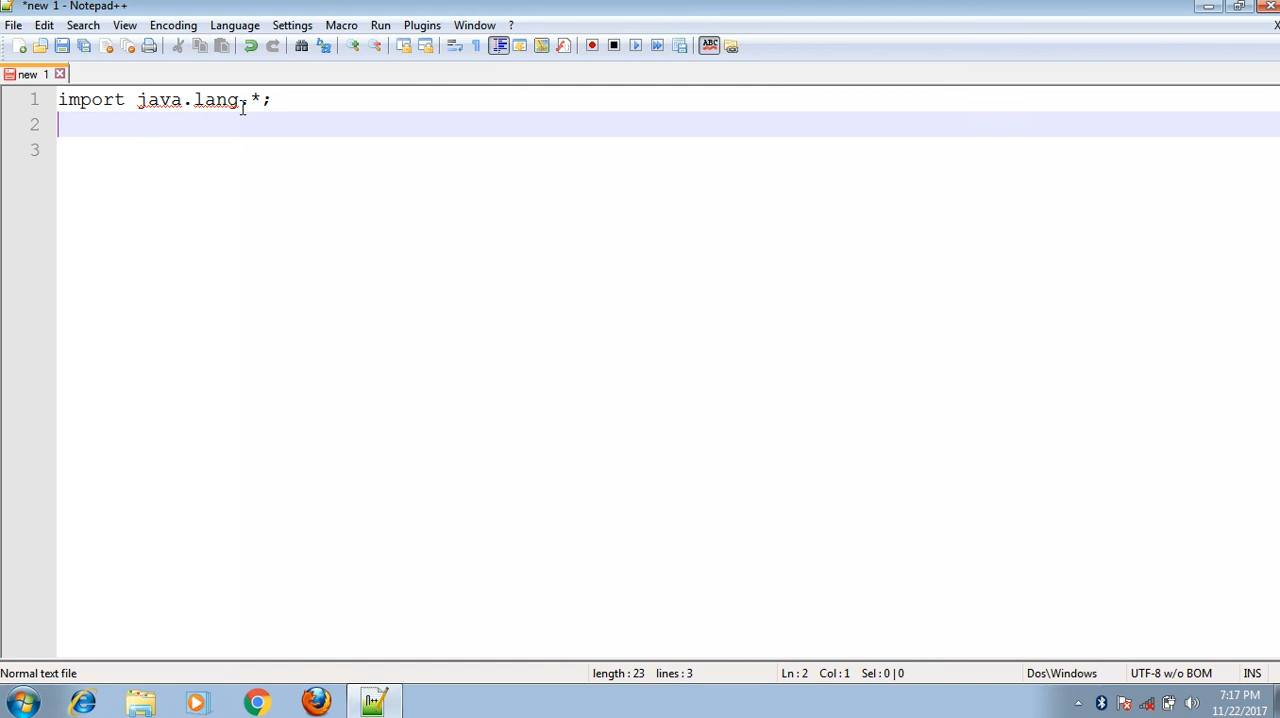 *new 1 - Notepad++
File Edit Search View Encoding Language Settings Macro Run Plugins Window ? X
ABC
new 1
1 import java.lang.*;
2
3
Normal text file length : 23 lines : 3 Ln : 2 Col : 1 Sel : 0 | 0 Dos\Windows UTF-8 w/o BOM INS
7:17 PM
11/22/2017